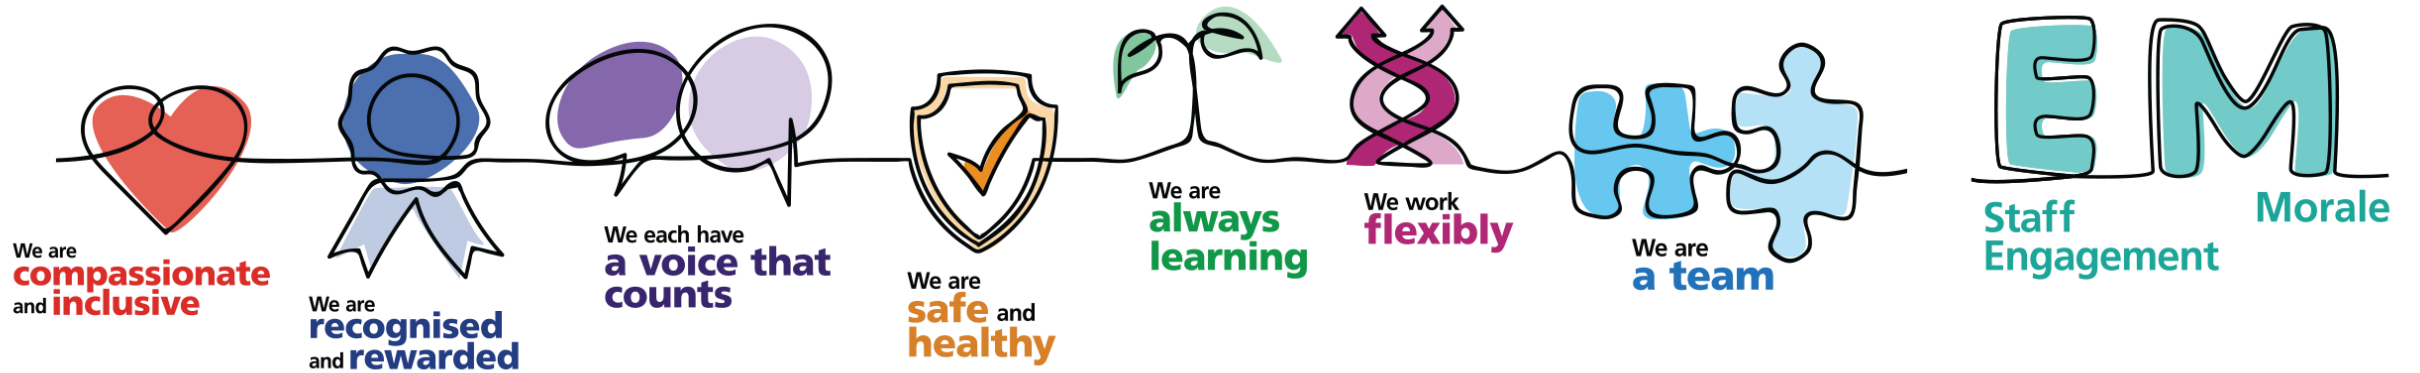 We are
compassionate
and inclusive
We are
recognised
and rewarded
We each have
a voice that
counts
We are
safe and
healthy
We are
always
learning
We work
flexibly
We are
a team
E
Staff
Engagement
M
Morale